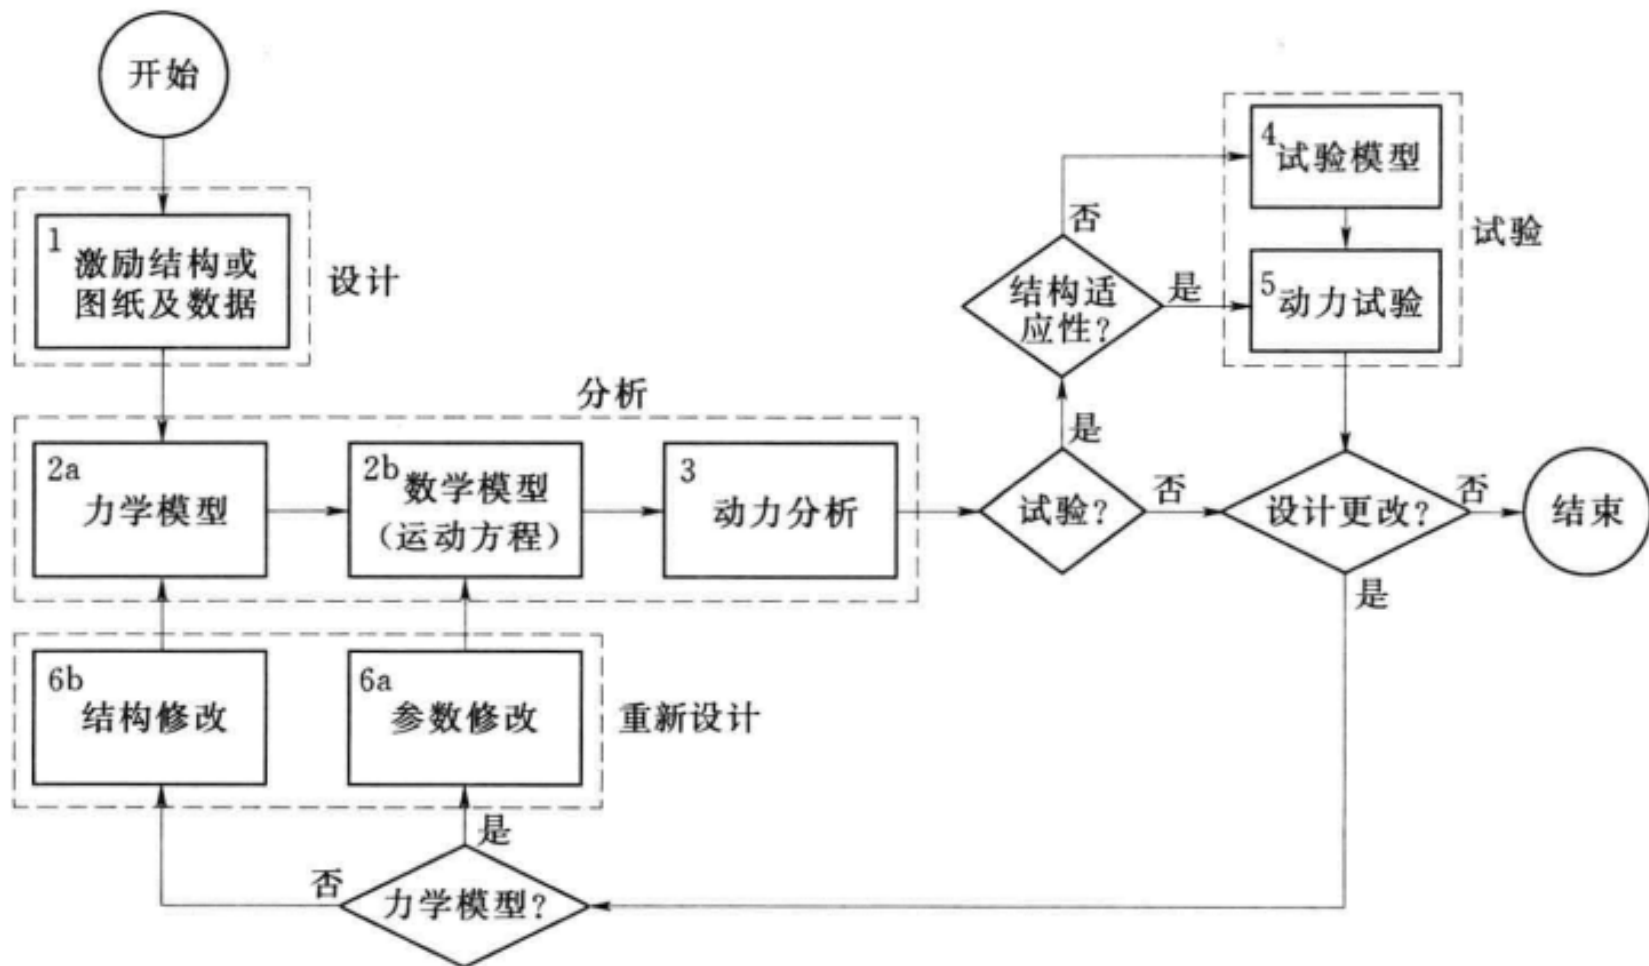 开始
1
激励结构或
图纸及数据
设计
分析
2a
力学模型
2b
数学模型
（运动方程）
3
动力分析
试验?
是
否
结构适
应性?
否
是
4
试验模型
5
动力试验
试验
设计更改?
否
是
结束
6b
结构修改
6a
参数修改
重新设计
是
否
力学模型?